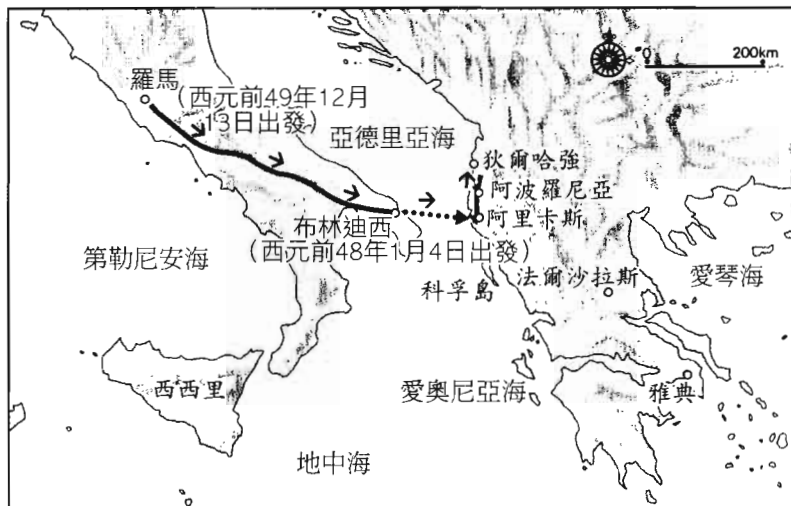 0 200km
羅馬
(西元前49年12月
13日出發)
亞德里亞海
狄爾哈強
阿波羅尼亞
阿里卡斯
布林迪西
(西元前48年1月4日出發)
第勒尼安海
科孚島
法爾沙拉斯
愛琴海
西西里
愛奧尼亞海
雅典
地中海